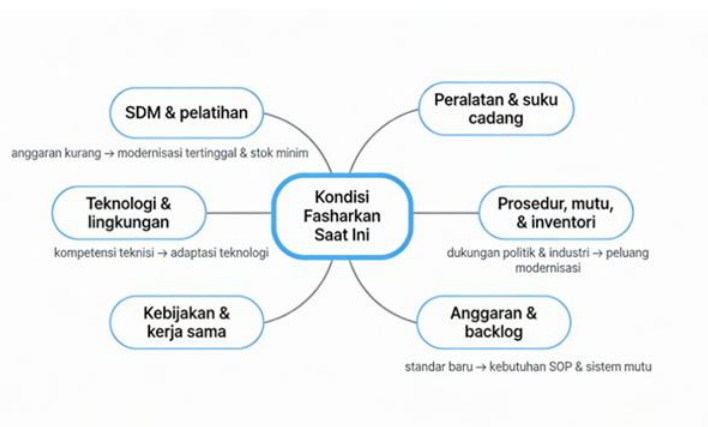 SDM & pelatihan
anggaran kurang → modernisasi tertinggal & stok minim
Teknologi &
lingkungan
kompetensi teknisi → adaptasi teknologi
Kebijakan &
kerja sama
Kondisi
Fasharkan
Saat Ini
Peralatan & suku
cadang
Prosedur, mutu,
& inventori
dukungan politik & industri → peluang
modernisasi
Anggaran &
backlog
standar baru → kebutuhan SOP & sistem mutu